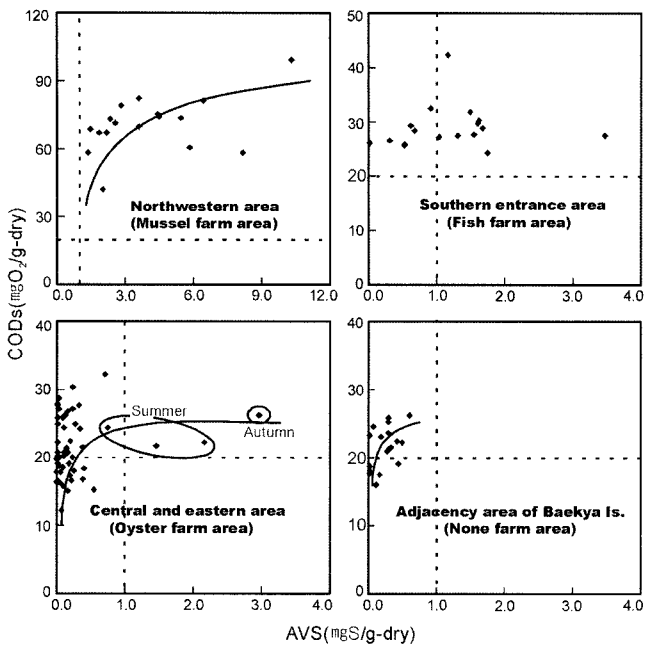 120
90
60
30
0
0.0 3.0 6.0 9.0 12.0
Northwestern area
(Mussel farm area)
50
40
30
20
10
0
0.0 1.0 2.0 3.0 4.0
Southern entrance area
(Fish farm area)
CODs(mgO2/g-dry)
40
30
20
10
0
0.0 1.0 2.0 3.0 4.0
Summer
Autumn
Central and eastern area
(Oyster farm area)
40
30
20
10
0
0.0 1.0 2.0 3.0 4.0
Adjacency area of Baekya Is.
(None farm area)
AVS(mgS/g-dry)